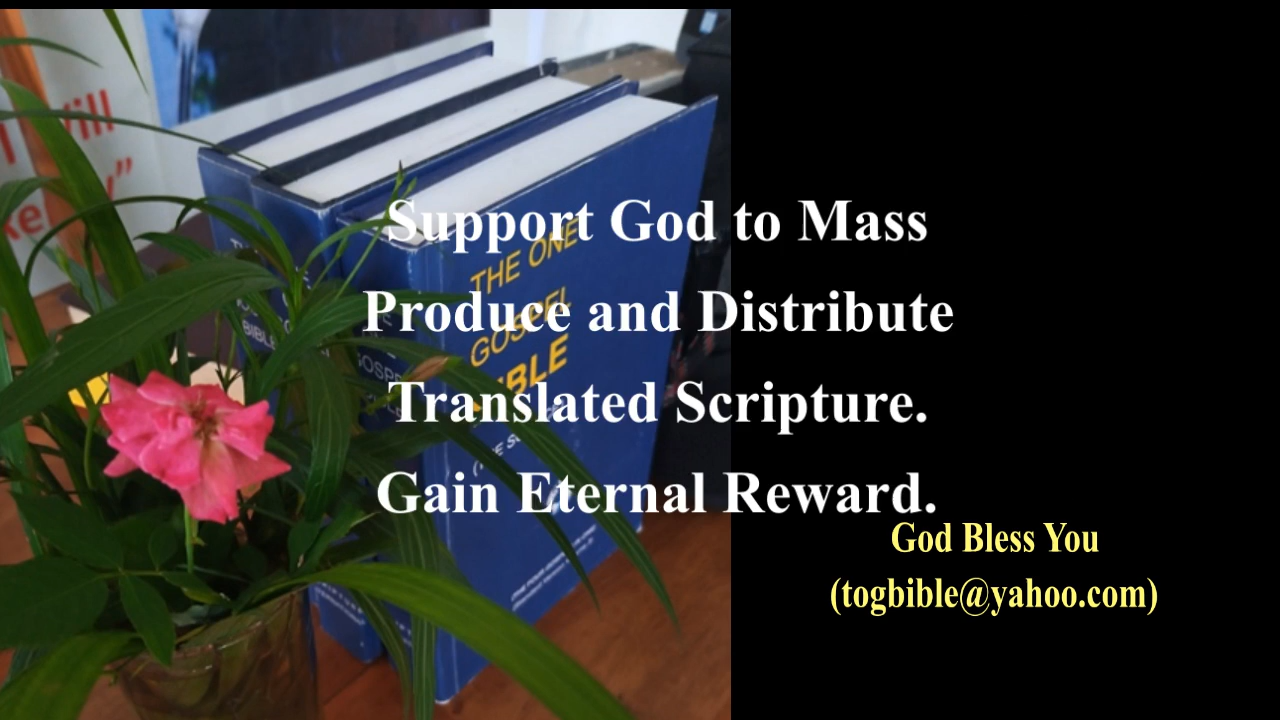 Support God to Mass
Produce and Distribute
Translated Scripture.
Gain Eternal Reward.
God Bless You
(togbible@yahoo.com)
THE ONE
GOSPEL
BIBLE
will